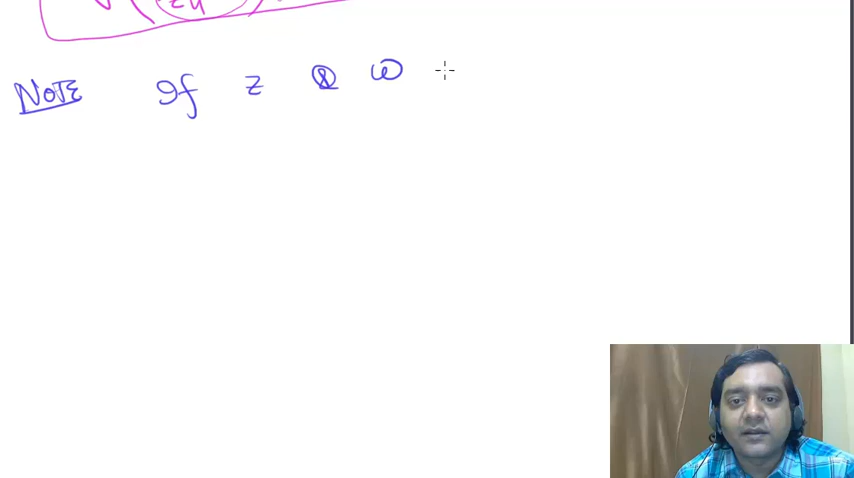 NOTE If z & ω